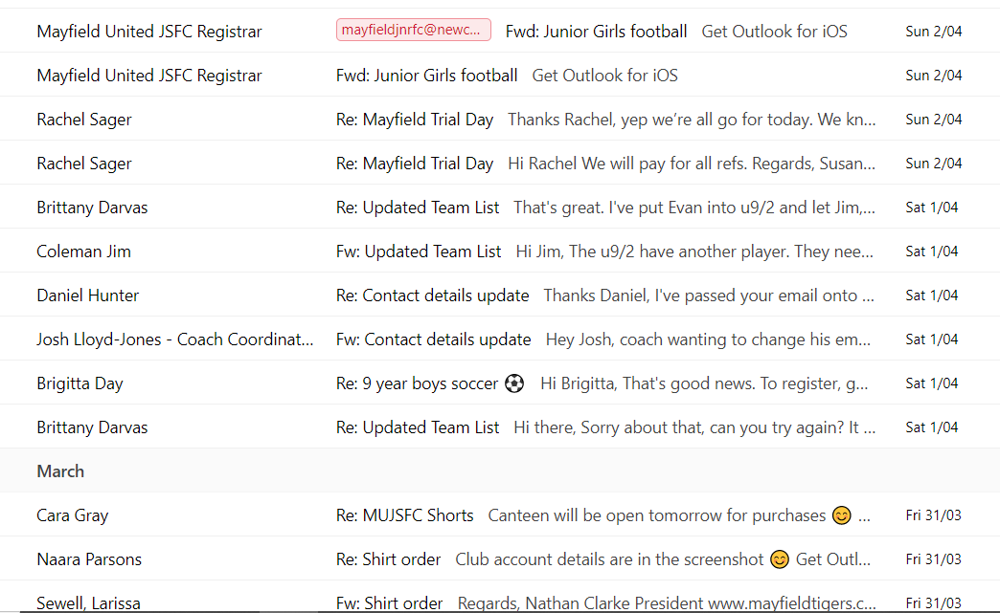 Mayfield United JSFC Registrar mayfieldjnrfc@newc... Fwd: Junior Girls football Get Outlook for iOS Sun 2/04
Mayfield United JSFC Registrar Fwd: Junior Girls football Get Outlook for iOS Sun 2/04
Rachel Sager Re: Mayfield Trial Day Thanks Rachel, yep we’re all go for today. We kn... Sun 2/04
Rachel Sager Re: Mayfield Trial Day Hi Rachel We will pay for all refs. Regards, Susan... Sun 2/04
Brittany Darvas Re: Updated Team List That's great. I've put Evan into u9/2 and let Jim,... Sat 1/04
Coleman Jim Fw: Updated Team List Hi Jim, The u9/2 have another player. They nee... Sat 1/04
Daniel Hunter Re: Contact details update Thanks Daniel, I've passed your email onto ... Sat 1/04
Josh Lloyd-Jones - Coach Coordinat... Fw: Contact details update Hey Josh, coach wanting to change his em... Sat 1/04
Brigitta Day Re: 9 year boys soccer ⚽ Hi Brigitta, That's good news. To register, g... Sat 1/04
Brittany Darvas Re: Updated Team List Hi there, Sorry about that, can you try again? It ... Sat 1/04
March
Cara Gray Re: MUJSFC Shorts Canteen will be open tomorrow for purchases 😊 ... Fri 31/03
Naara Parsons Re: Shirt order Club account details are in the screenshot 😊 Get Outl... Fri 31/03
Sewell, Larissa Fw: Shirt order Regards, Nathan Clarke President www.mayfieldtigers.c... Fri 31/03